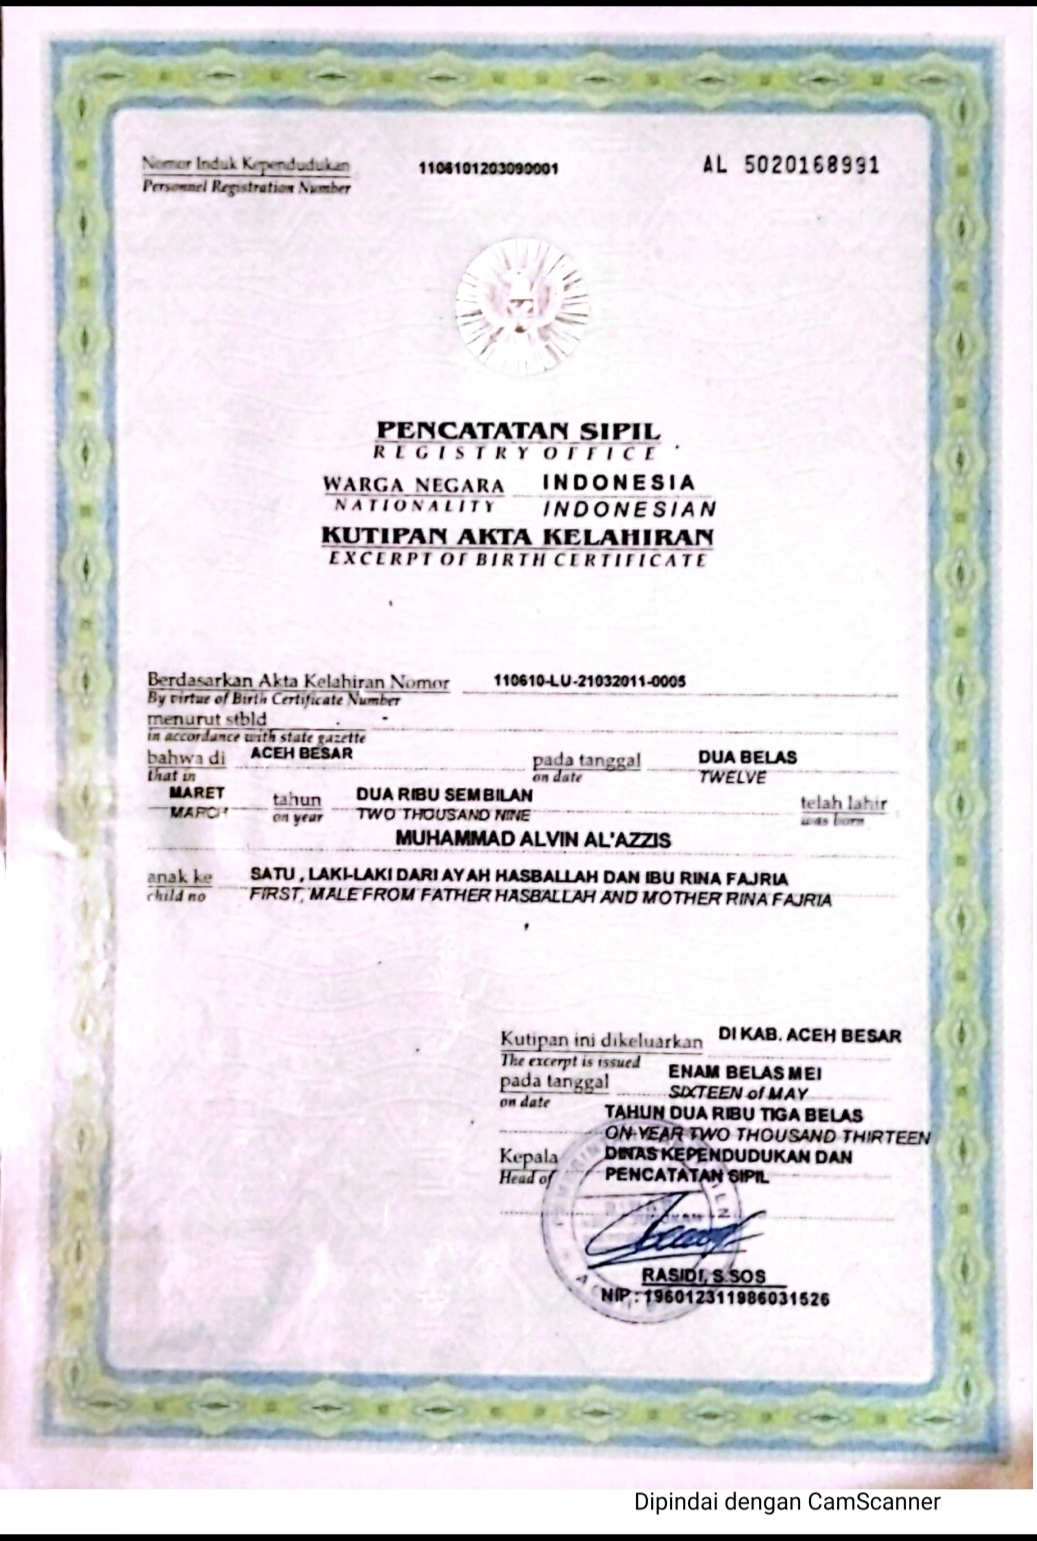 Nomor Induk Kependudukan 1106101203090001 AL 5020168991
Personnel Registration Number
PENCATATAN SIPIL
REGISTRY OFFICE
WARGA NEGARA INDONESIA
NATIONALITY INDONESIAN
KUTIPAN AKTA KELAHIRAN
EXCERPT OF BIRTH CERTIFICATE
Berdasarkan Akta Kelahiran Nomor 110610-LU-21032011-0005
By virtue of Birth Certificate Number
menurut stbld -
in accordance with state gazette
bahwa di ACEH BESAR pada tanggal DUA BELAS
that in on date TWELVE
MARET tahun DUA RIBU SEMBILAN telah lahir
MARCH on year TWO THOUSAND NINE was born
MUHAMMAD ALVIN AL'AZZIS
anak ke SATU , LAKI-LAKI DARI AYAH HASBALLAH DAN IBU RINA FAJRIA
child no FIRST, MALE FROM FATHER HASBALLAH AND MOTHER RINA FAJRIA
Kutipan ini dikeluarkan DI KAB. ACEH BESAR
The excerpt is issued
pada tanggal ENAM BELAS MEI
on date SIXTEEN of MAY
TAHUN DUA RIBU TIGA BELAS
ON YEAR TWO THOUSAND THIRTEEN
Kepala DINAS KEPENDUDUKAN DAN
Head of PENCATATAN SIPIL
RASIDI, S.SOS
NIP : 196012311986031526
Dipindai dengan CamScanner